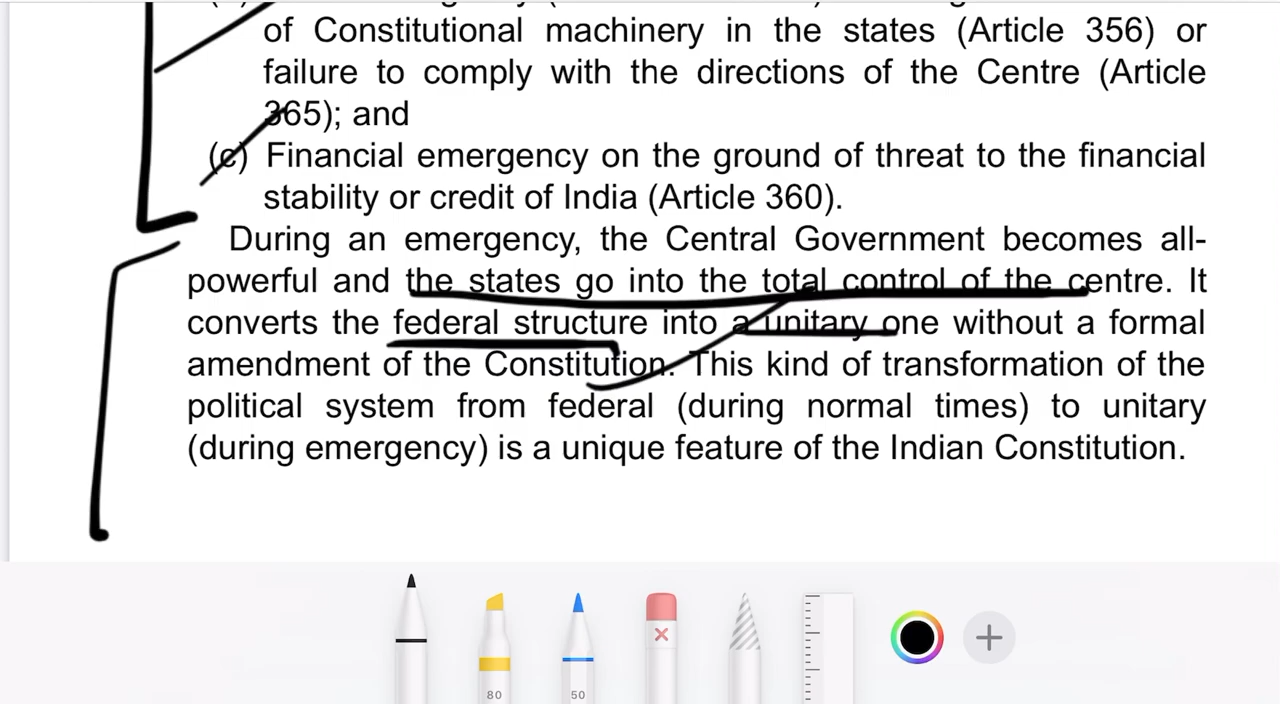 of Constitutional machinery in the states (Article 356) or
failure to comply with the directions of the Centre (Article
365); and
(c) Financial emergency on the ground of threat to the financial
stability or credit of India (Article 360).
During an emergency, the Central Government becomes all-
powerful and the states go into the total control of the centre. It
converts the federal structure into a unitary one without a formal
amendment of the Constitution. This kind of transformation of the
political system from federal (during normal times) to unitary
(during emergency) is a unique feature of the Indian Constitution.
80 50